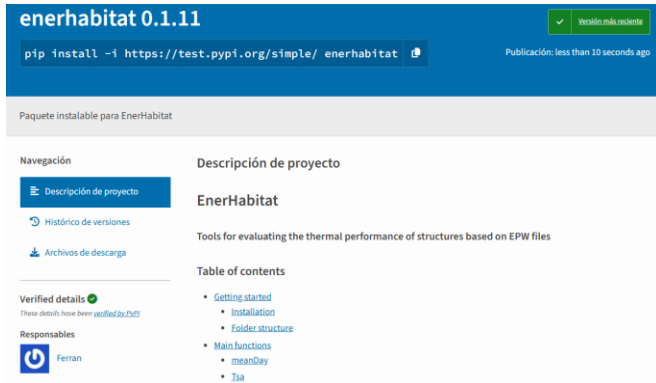 enerhabitat 0.1.11
Versión más reciente
pip install -i https://test.pypi.org/simple/ enerhabitat
Publicación: less than 10 seconds ago
Paquete instalable para EnerHabitat
Navegación
Descripción de proyecto
Histórico de versiones
Archivos de descarga
Verified details
These details have been verified by PyPI
Responsables
Ferran
Descripción de proyecto
EnerHabitat
Tools for evaluating the thermal performance of structures based on EPW files
Table of contents
Getting started
Installation
Folder structure
Main functions
meanDay
Tsa